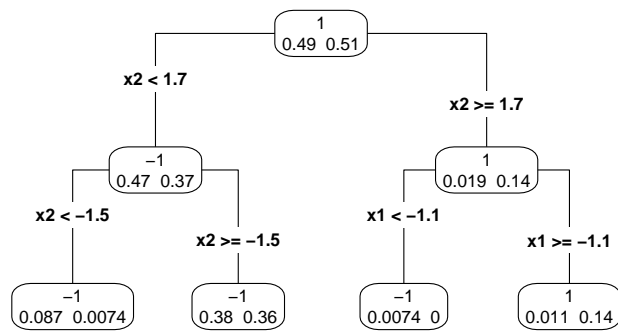 1
0.49 0.51
x2 < 1.7
x2 >= 1.7
−1
0.47 0.37
1
0.019 0.14
x2 < −1.5
x2 >= −1.5
x1 < −1.1
x1 >= −1.1
−1
0.087 0.0074
−1
0.38 0.36
−1
0.0074 0
1
0.011 0.14